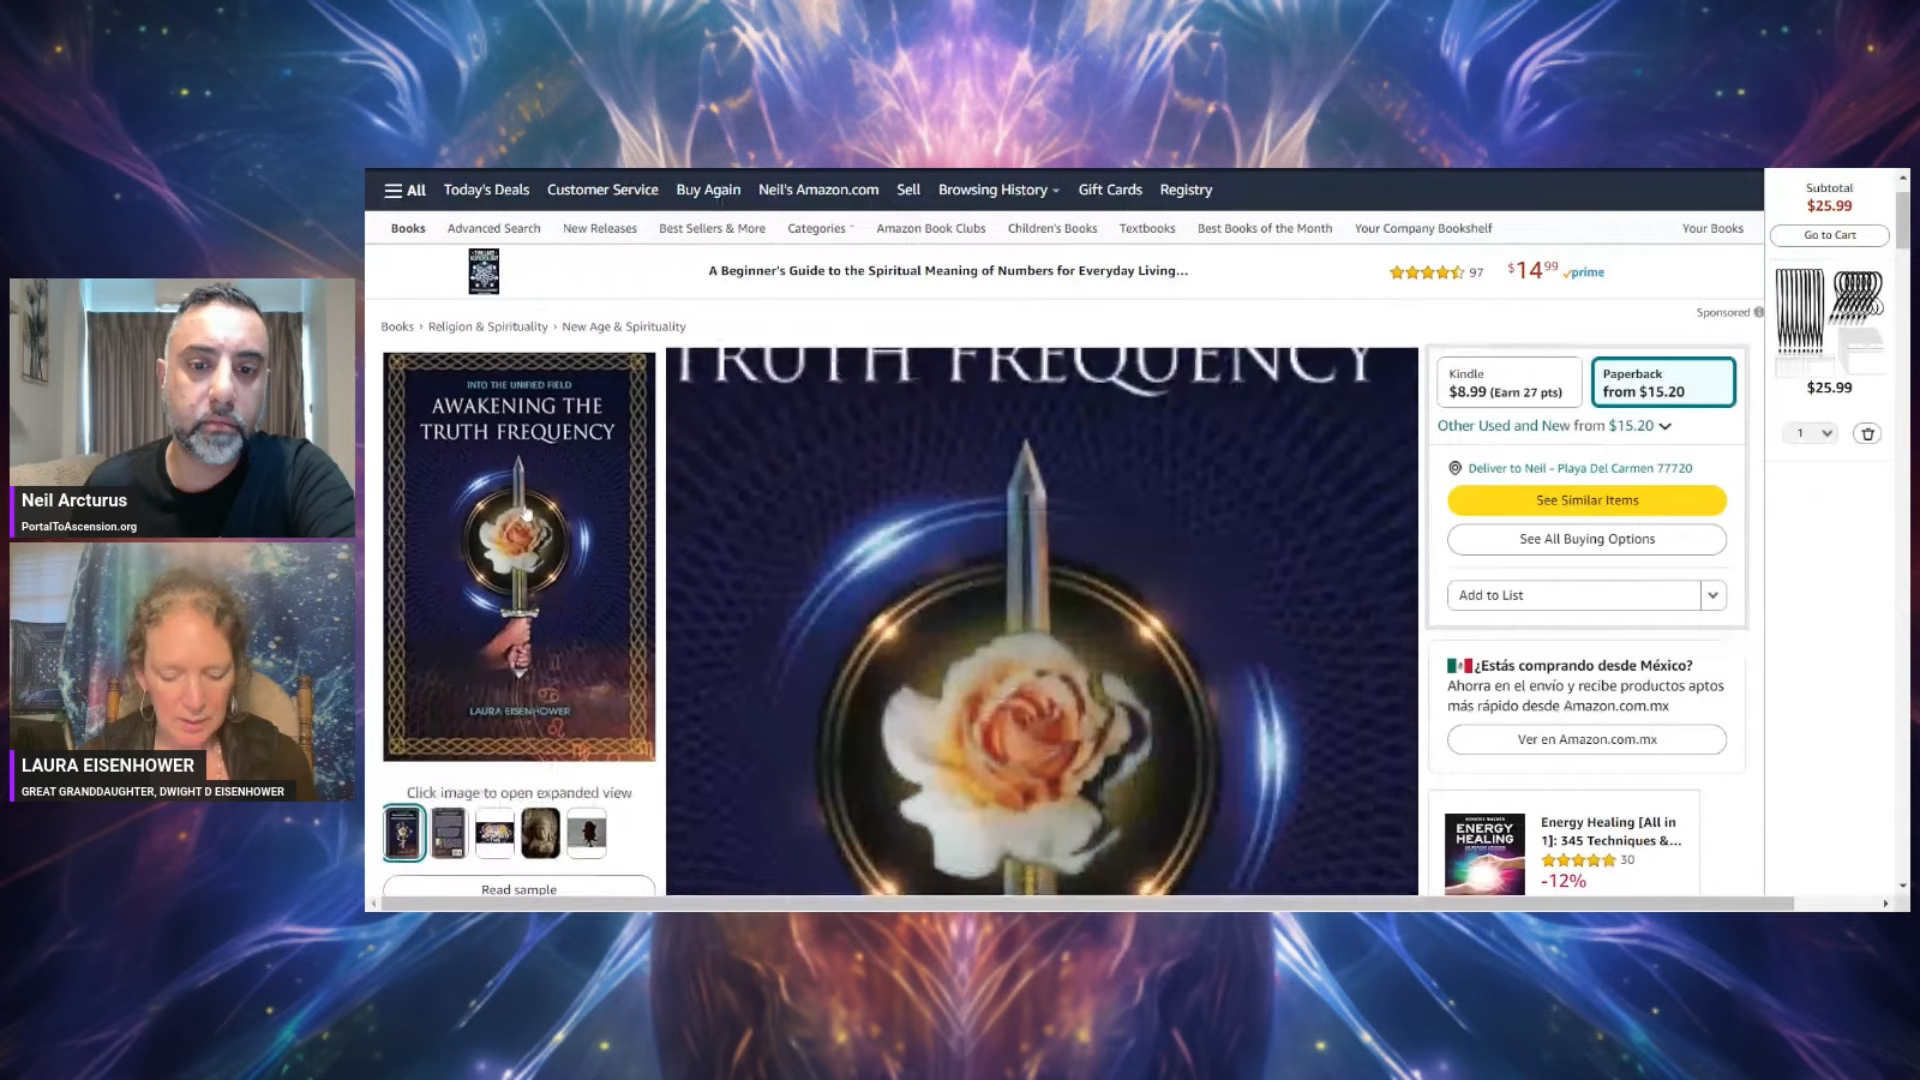 All Today's Deals Customer Service Buy Again Neil's Amazon.com Sell Browsing History Gift Cards Registry
Subtotal
$25.99
Go to Cart
Books Advanced Search New Releases Best Sellers & More Categories Amazon Book Clubs Children's Books Textbooks Best Books of the Month Your Company Bookshelf Your Books
A Beginner's Guide to the Spiritual Meaning of Numbers for Everyday Living... 97 $14 99 prime
Sponsored
Books › Religion & Spirituality › New Age & Spirituality
INTO THE UNIFIED FIELD
AWAKENING THE
TRUTH FREQUENCY
LAURA EISENHOWER
Click image to open expanded view
Read sample
TRUTH FREQUENCY
Kindle
$8.99 (Earn 27 pts)
Paperback
from $15.20
Other Used and New from $15.20
Deliver to Neil - Playa Del Carmen 77720
See Similar Items
See All Buying Options
Add to List
¿Estás comprando desde México?
Ahorra en el envío y recibe productos aptos
más rápido desde Amazon.com.mx
Ver en Amazon.com.mx
ENERGY
HEALING
Energy Healing [All in
1]: 345 Techniques &...
30
-12%
$25.99
1
Neil Arcturus
PortalToAscension.org
LAURA EISENHOWER
GREAT GRANDDAUGHTER, DWIGHT D EISENHOWER